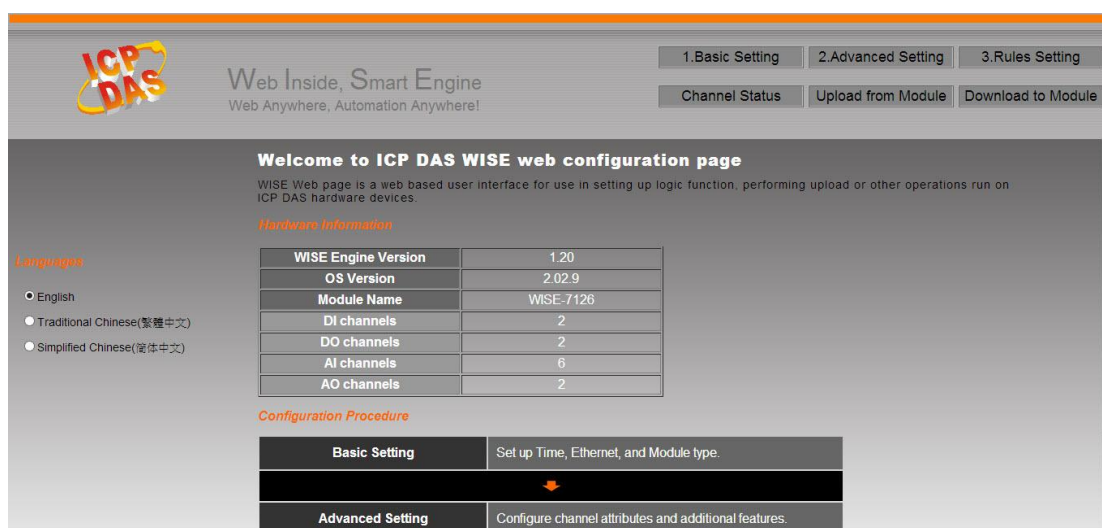 ICP
DAS
Web Inside, Smart Engine
Web Anywhere, Automation Anywhere!
1.Basic Setting
2.Advanced Setting
3.Rules Setting
Channel Status
Upload from Module
Download to Module
Languages
English
Traditional Chinese(繁體中文)
Simplified Chinese(简体中文)
Welcome to ICP DAS WISE web configuration page
WISE Web page is a web based user interface for use in setting up logic function, performing upload or other operations run on
ICP DAS hardware devices.
Hardware Information
WISE Engine Version 1.20
OS Version 2.02.9
Module Name WISE-7126
DI channels 2
DO channels 2
AI channels 6
AO channels 2
Configuration Procedure
Basic Setting Set up Time, Ethernet, and Module type.
Advanced Setting Configure channel attributes and additional features.